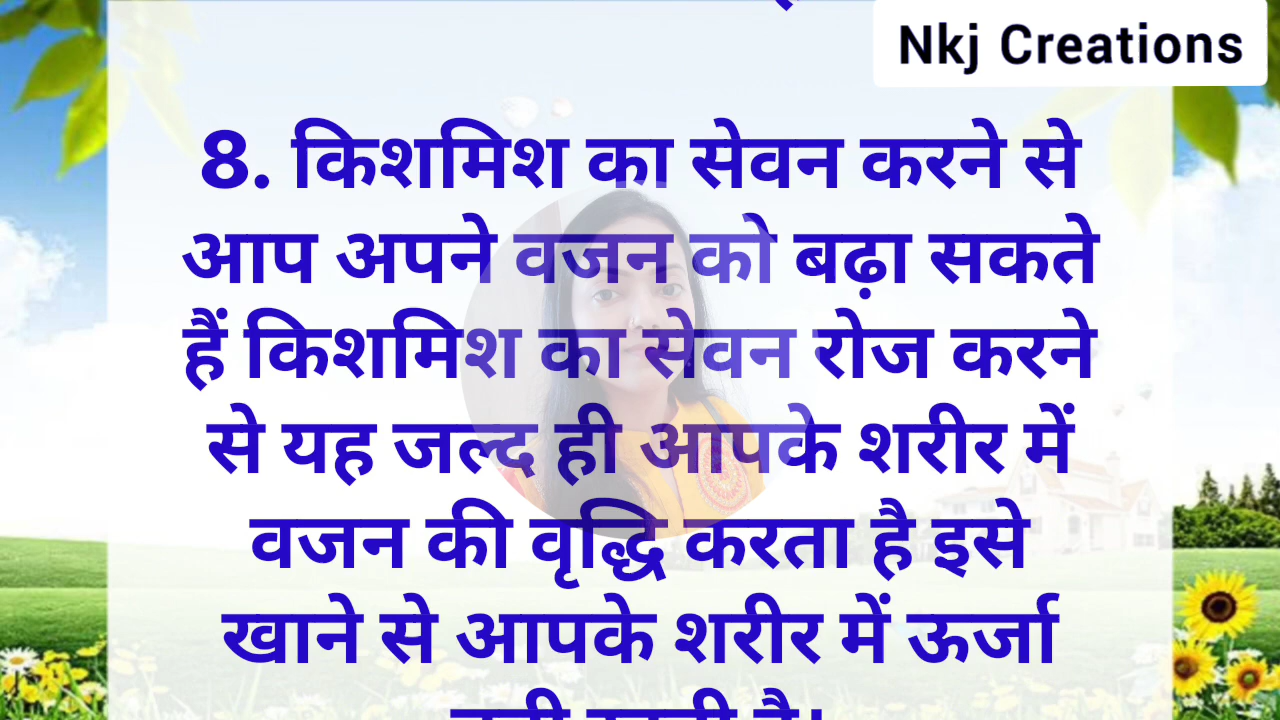 Nkj Creations
8. किशमिश का सेवन करने से
आप अपने वजन को बढ़ा सकते
हैं किशमिश का सेवन रोज करने
से यह जल्द ही आपके शरीर में
वजन की वृद्धि करता है इसे
खाने से आपके शरीर में ऊर्जा